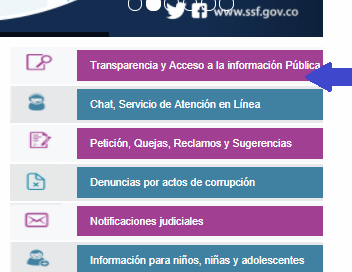 www.ssf.gov.co
Transparencia y Acceso a la información Pública
Chat, Servicio de Atención en Línea
Petición, Quejas, Reclamos y Sugerencias
Denuncias por actos de corrupción
Notificaciones judiciales
Información para niños, niñas y adolescentes